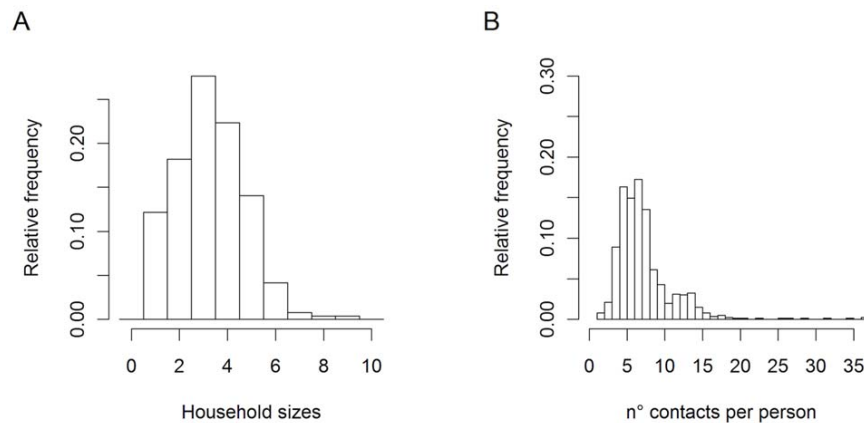 A
Relative frequency
0.20
0.10
0.00
0 2 4 6 8 10
Household sizes
B
Relative frequency
0.30
0.20
0.10
0.00
0 5 10 15 20 25 30 35
n° contacts per person